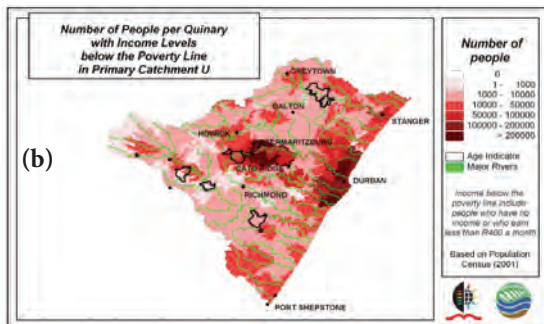 Number of People per Quinary
with Income Levels
below the Poverty Line
in Primary Catchment U
(b)
GREYTOWN
DALTON
STANGER
HOWICK
PIETERMARITZBURG
CATO RIDGE
DURBAN
RICHMOND
PORT SHEPSTONE
Number of
people
0
1 - 1000
1000 - 10000
10000 - 50000
50000 - 100000
100000 - 200000
> 200000
Age Indicator
Major Rivers
Income below the
poverty line include
people who have no
income or who earn
less than R400 a month
Based on Population
Census (2001)